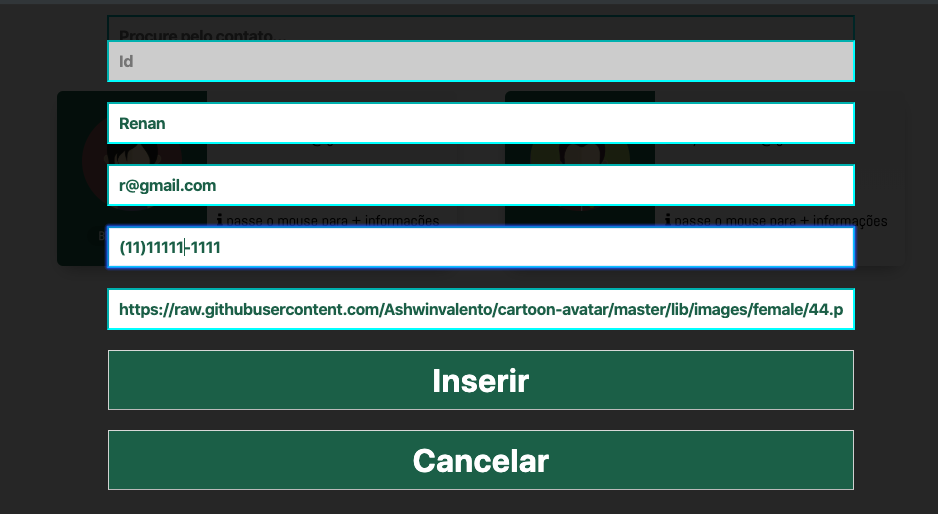 Procure pelo contato
Id
Renan
r@gmail.com
passe o mouse para + informações
passe o mouse para + informações
(11)11111-1111
https://raw.githubusercontent.com/Ashwinvalento/cartoon-avatar/master/lib/images/female/44.p
Inserir
Cancelar